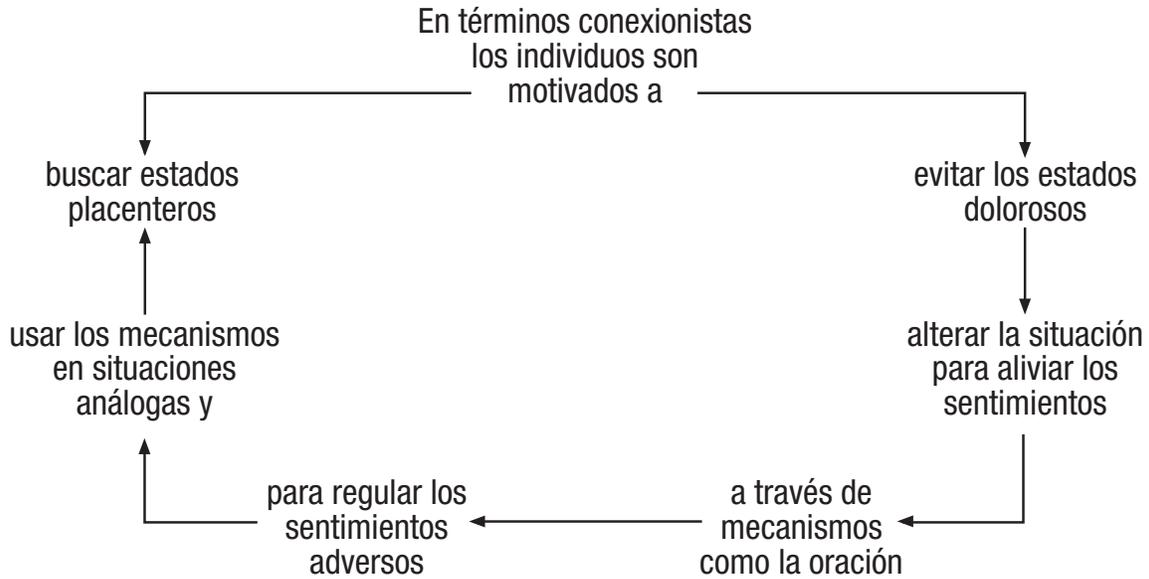 En términos conexionistas
los individuos son
motivados a
buscar estados
placenteros
evitar los estados
dolorosos
usar los mecanismos
en situaciones
análogas y
alterar la situación
para aliviar los
sentimientos
para regular los
sentimientos
adversos
a través de
mecanismos
como la oración